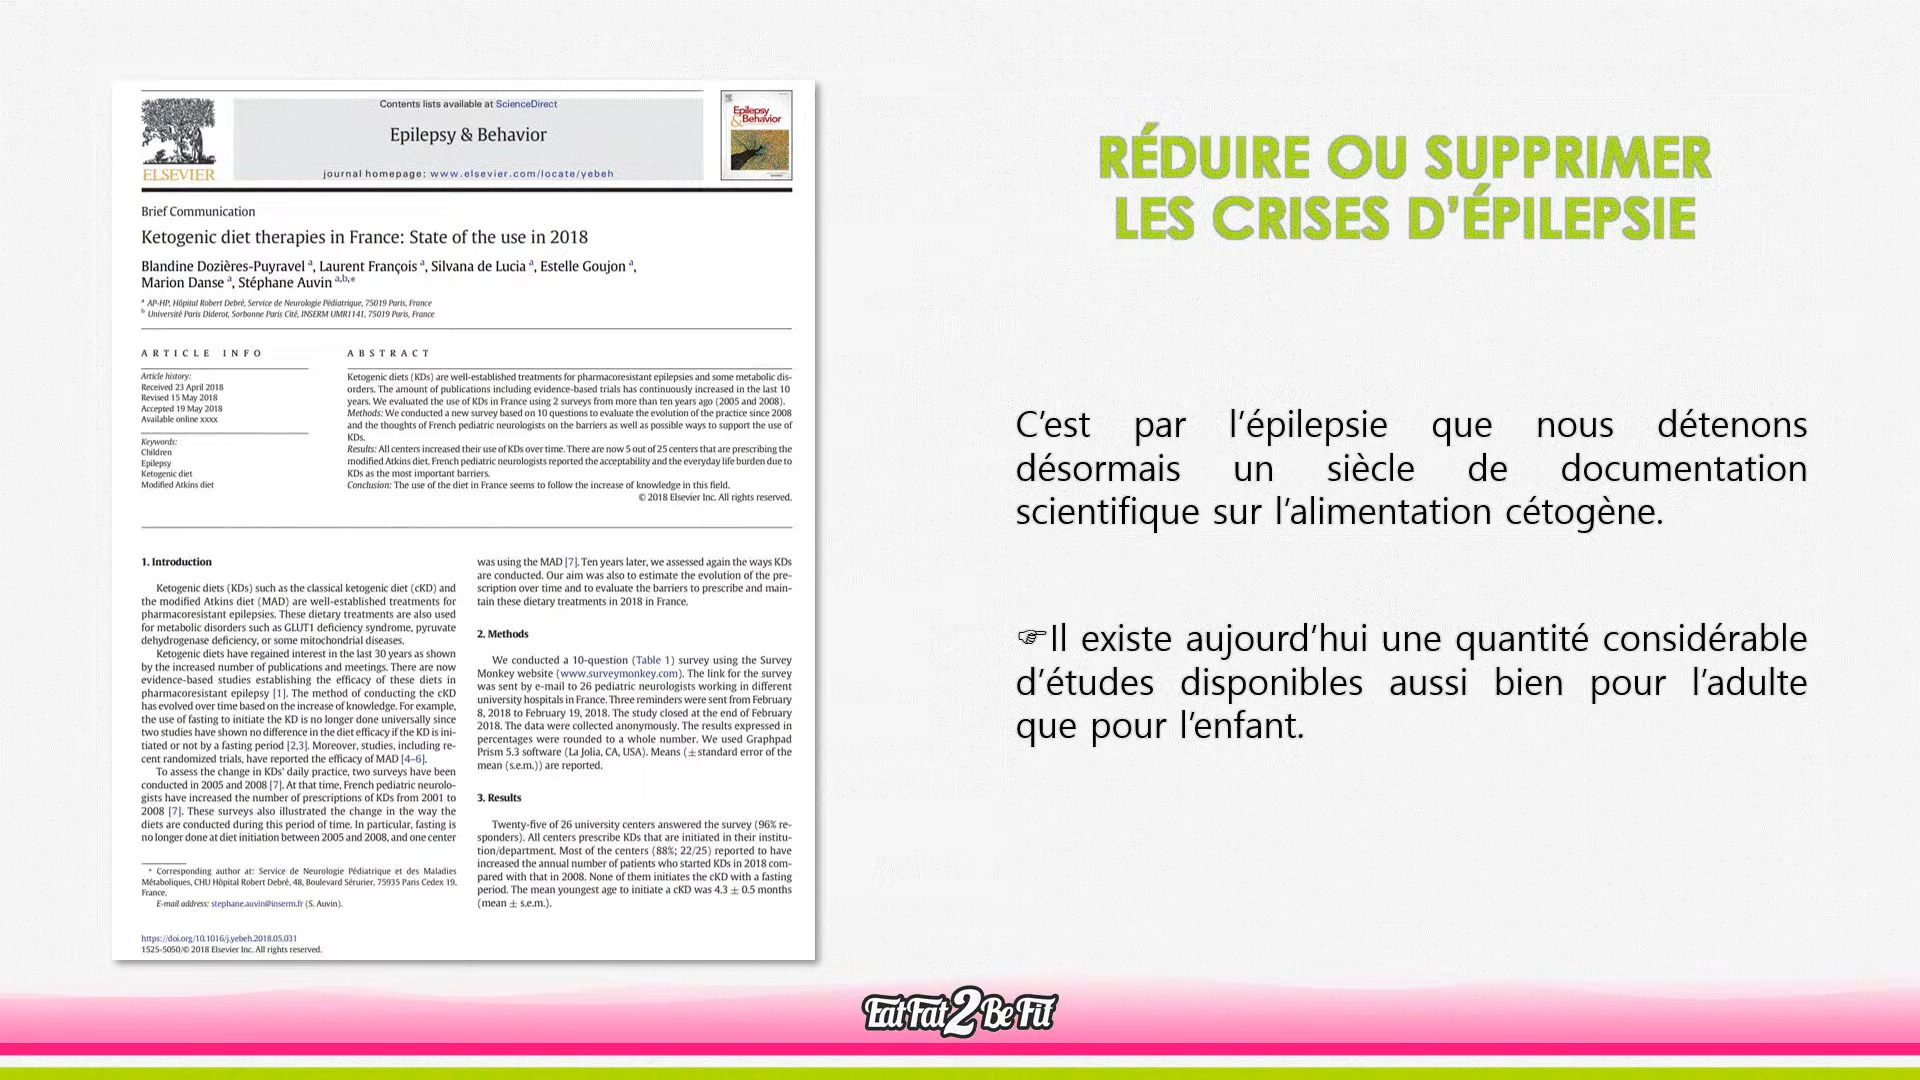 Contents lists available at ScienceDirect
Epilepsy & Behavior
journal homepage: www.elsevier.com/locate/yebeh
ELSEVIER
Epilepsy
& Behavior
Brief Communication
Ketogenic diet therapies in France: State of the use in 2018
Blandine Dozières-Puyravel a, Laurent François a, Silvana de Lucia a, Estelle Goujon a,
Marion Danse a, Stéphane Auvin a,b,*
a AP-HP, Hôpital Robert Debré, Service de Neurologie Pédiatrique, 75019 Paris, France
b Université Paris Diderot, Sorbonne Paris Cité, INSERM UMR1141, 75019 Paris, France
ARTICLE INFO
Article history:
Received 23 April 2018
Revised 15 May 2018
Accepted 19 May 2018
Available online xxxx
Keywords:
Children
Epilepsy
Ketogenic diet
Modified Atkins diet
ABSTRACT
Ketogenic diets (KDs) are well-established treatments for pharmacoresistant epilepsies and some metabolic dis-
orders. The amount of publications including evidence-based trials has continuously increased in the last 10
years. We evaluated the use of KDs in France using 2 surveys from more than ten years ago (2005 and 2008).
Methods: We conducted a new survey based on 10 questions to evaluate the evolution of the practice since 2008
and the thoughts of French pediatric neurologists on the barriers as well as possible ways to support the use of
KDs.
Results: All centers increased their use of KDs over time. There are now 5 out of 25 centers that are prescribing the
modified Atkins diet. French pediatric neurologists reported the acceptability and the everyday life burden due to
KDs as the most important barriers.
Conclusion: The use of the diet in France seems to follow the increase of knowledge in this field.
© 2018 Elsevier Inc. All rights reserved.
1. Introduction
Ketogenic diets (KDs) such as the classical ketogenic diet (cKD) and
the modified Atkins diet (MAD) are well-established treatments for
pharmacoresistant epilepsies. These dietary treatments are also used
for metabolic disorders such as GLUT1 deficiency syndrome, pyruvate
dehydrogenase deficiency, or some mitochondrial diseases.
Ketogenic diets have regained interest in the last 30 years as shown
by the increased number of publications and meetings. There are now
evidence-based studies establishing the efficacy of these diets in
pharmacoresistant epilepsy [1]. The method of conducting the cKD
has evolved over time based on the increase of knowledge. For example,
the use of fasting to initiate the KD is no longer done universally since
two studies have shown no difference in the diet efficacy if the KD is ini-
tiated or not by a fasting period [2,3]. Moreover, studies, including re-
cent randomized trials, have reported the efficacy of MAD [4–6].
To assess the change in KDs' daily practice, two surveys have been
conducted in 2005 and 2008 [7]. At that time, French pediatric neurolo-
gists have increased the number of prescriptions of KDs from 2001 to
2008 [7]. These surveys also illustrated the change in the way the
diets are conducted during this period of time. In particular, fasting is
no longer done at diet initiation between 2005 and 2008, and one center
* Corresponding author at: Service de Neurologie Pédiatrique et des Maladies
Métaboliques, CHU Hôpital Robert Debré, 48, Boulevard Sérurier, 75935 Paris Cedex 19,
France.
E-mail address: stephane.auvin@inserm.fr (S. Auvin).
was using the MAD [7]. Ten years later, we assessed again the ways KDs
are conducted. Our aim was also to estimate the evolution of the pre-
scription over time and to evaluate the barriers to prescribe and main-
tain these dietary treatments in 2018 in France.
2. Methods
We conducted a 10-question (Table 1) survey using the Survey
Monkey website (www.surveymonkey.com). The link for the survey
was sent by e-mail to 26 pediatric neurologists working in different
university hospitals in France. Three reminders were sent from February
8, 2018 to February 19, 2018. The study closed at the end of February
2018. The data were collected anonymously. The results expressed in
percentages were rounded to a whole number. We used Graphpad
Prism 5.3 software (La Jolia, CA, USA). Means (±standard error of the
mean (s.e.m.)) are reported.
3. Results
Twenty-five of 26 university centers answered the survey (96% re-
sponders). All centers prescribe KDs that are initiated in their institu-
tion/department. Most of the centers (88%; 22/25) reported to have
increased the annual number of patients who started KDs in 2018 com-
pared with that in 2008. None of them initiates the cKD with a fasting
period. The mean youngest age to initiate a cKD was 4.3 ± 0.5 months
(mean ± s.e.m.).
https://doi.org/10.1016/j.yebeh.2018.05.031
1525-5050/© 2018 Elsevier Inc. All rights reserved.
RÉDUIRE OU SUPPRIMER
LES CRISES D'ÉPILEPSIE
C'est par l'épilepsie que nous détenons
désormais un siècle de documentation
scientifique sur l'alimentation cétogène.
☞Il existe aujourd'hui une quantité considérable
d'études disponibles aussi bien pour l'adulte
que pour l'enfant.
Eat Fat 2 Be Fit